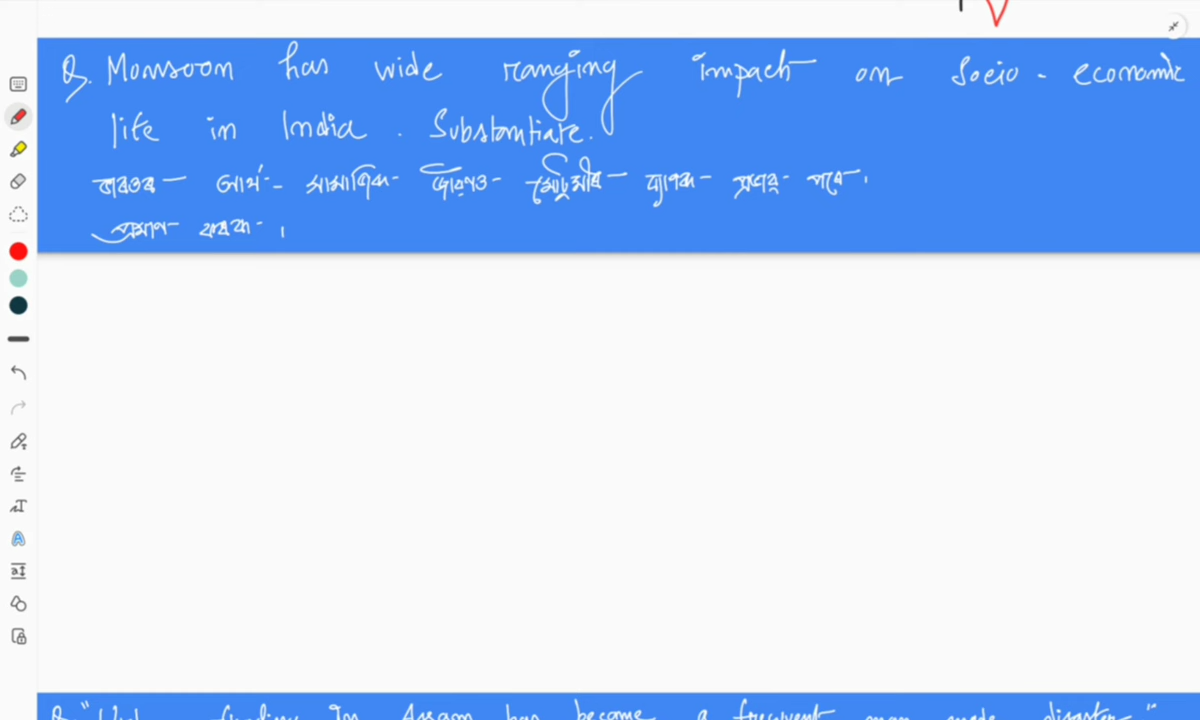 Q. Monsoon has wide ranging impact on Socio - economic
life in India. Substantiate.
ভাৰতৰ আৰ্থ - সামাজিক জীৱনত মৌচুমীৰ ব্যাপক প্ৰভাৱ পৰে।
প্ৰমাণ কৰক।
Q. " flooding In Assam has become a frequent man made disaster"